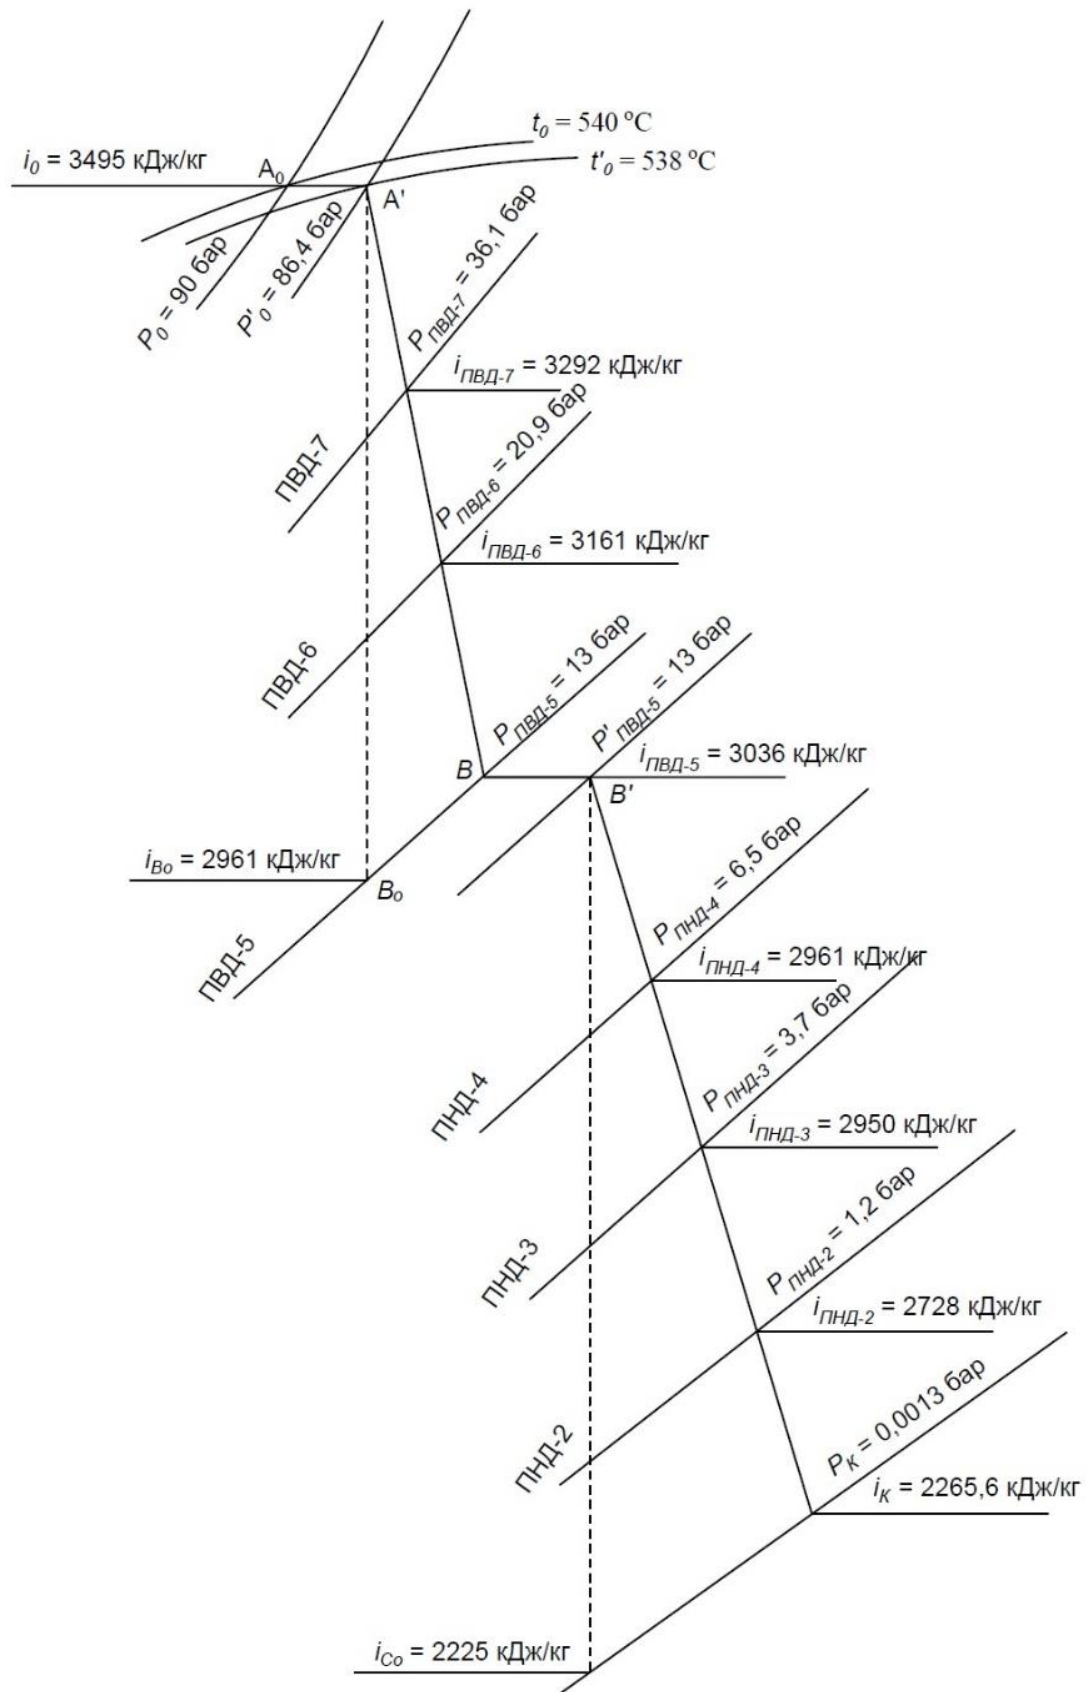 t0 = 540 °C
i0 = 3495 кДж/кг
A0
t'0 = 538 °C
A'
P0 = 90 бар
P'0 = 86,4 бар
PПВД-7 = 36,1 бар
iПВД-7 = 3292 кДж/кг
ПВД-7
PПВД-6 = 20,9 бар
iПВД-6 = 3161 кДж/кг
ПВД-6
PПВД-5 = 13 бар
P'ПВД-5 = 13 бар
B
iПВД-5 = 3036 кДж/кг
B'
iBo = 2961 кДж/кг
Bo
ПВД-5
PПНД-4 = 6,5 бар
iПНД-4 = 2961 кДж/кг
ПНД-4
PПНД-3 = 3,7 бар
iПНД-3 = 2950 кДж/кг
ПНД-3
PПНД-2 = 1,2 бар
iПНД-2 = 2728 кДж/кг
ПНД-2
PК = 0,0013 бар
iК = 2265,6 кДж/кг
iCo = 2225 кДж/кг